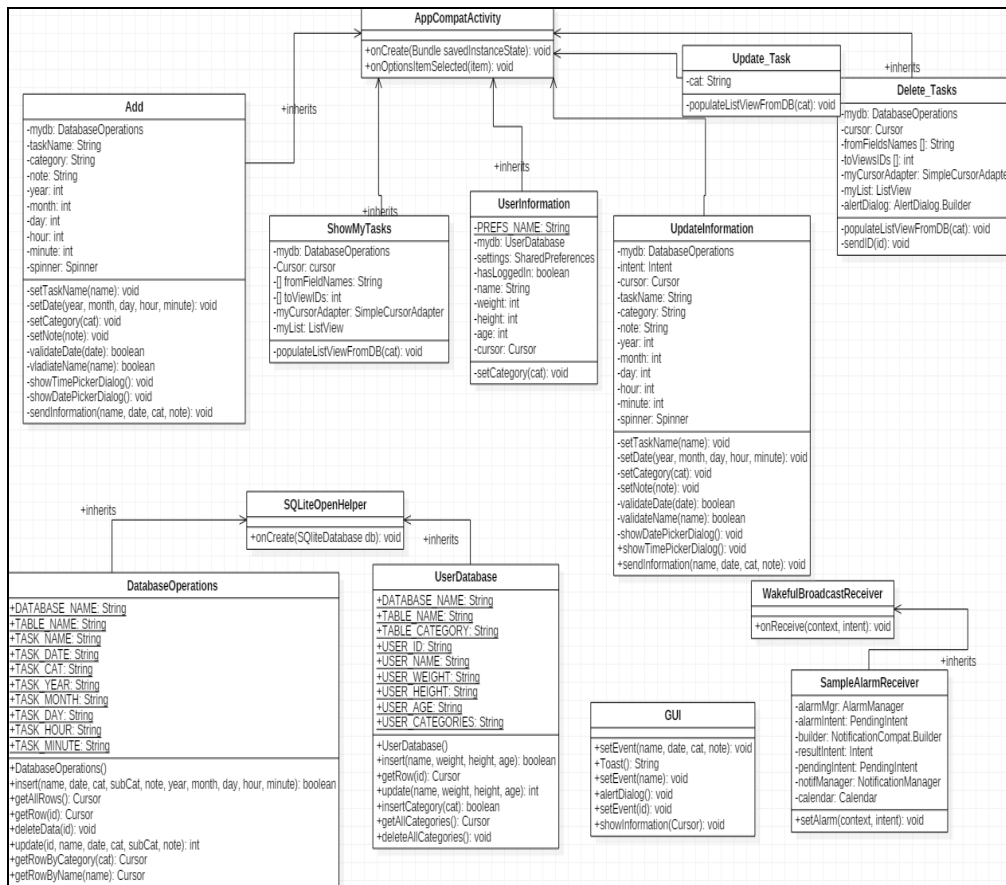 AppCompatActivity
+onCreate(Bundle savedInstanceState): void
+onOptionsItemSelected(item): void
Update_Task
-cat: String
-populateListViewFromDB(cat): void
+inherits
Delete_Tasks
-mydb: DatabaseOperations
-cursor: Cursor
-fromFieldsNames []: String
-toViewsIDs []: int
-myCursorAdapter: SimpleCursorAdapte
-myList: ListView
-alertDialog: AlertDialog.Builder
-populateListViewFromDB(cat): void
-sendID(id): void
Add
-mydb: DatabaseOperations
-taskName: String
-category: String
-note: String
-year: int
-month: int
-day: int
-hour: int
-minute: int
-spinner: Spinner
-setTaskName(name): void
-setDate(year, month, day, hour, minute): void
-setCategory(cat): void
-setNote(note): void
-validateDate(date): boolean
-vladiateName(name): boolean
-showTimePickerDialog(): void
-showDatePickerDialog(): void
-sendInformation(name, date, cat, note): void
+inherits
+inherits
ShowMyTasks
-mydb: DatabaseOperations
-Cursor: cursor
-[] fromFieldNames: String
-[] toViewIDs: int
-myCursorAdapter: SimpleCursorAdapter
-myList: ListView
-populateListViewFromDB(cat): void
+inherits
UserInformation
-PREFS_NAME: String
-mydb: UserDatabase
-settings: SharedPreferences
-hasLoggedIn: boolean
-name: String
-weight: int
-height: int
-age: int
-cursor: Cursor
-setCategory(cat): void
UpdateInformation
-mydb: DatabaseOperations
-intent: Intent
-cursor: Cursor
-taskName: String
-category: String
-note: String
-year: int
-month: int
-day: int
-hour: int
-minute: int
-spinner: Spinner
-setTaskName(name): void
-setDate(year, month, day, hour, minute): void
-setCategory(cat): void
-setNote(note): void
-validateDate(date): boolean
-validateName(name): boolean
-showDatePickerDialog(): void
+showTimePickerDialog(): void
+sendInformation(name, date, cat, note): void
SQLiteOpenHelper
+onCreate(SQliteDatabase db): void
+inherits
+inherits
DatabaseOperations
+DATABASE_NAME: String
+TABLE_NAME: String
+TASK_NAME: String
+TASK_DATE: String
+TASK_CAT: String
+TASK_YEAR: String
+TASK_MONTH: String
+TASK_DAY: String
+TASK_HOUR: String
+TASK_MINUTE: String
+DatabaseOperations()
+insert(name, date, cat, subCat, note, year, month, day, hour, minute): boolean
+getAllRows(): Cursor
+getRow(id): Cursor
+deleteData(id): void
+update(id, name, date, cat, subCat, note): int
+getRowByCategory(cat): Cursor
+getRowByName(name): Cursor
UserDatabase
+DATABASE_NAME: String
+TABLE_NAME: String
+TABLE_CATEGORY: String
+USER_ID: String
+USER_NAME: String
+USER_WEIGHT: String
+USER_HEIGHT: String
+USER_AGE: String
+USER_CATEGORIES: String
+UserDatabase()
+insert(name, weight, height, age): boolean
+getRow(id): Cursor
+update(name, weight, height, age): int
+insertCategory(cat): boolean
+getAllCategories(): Cursor
+deleteAllCategories(): void
GUI
+setEvent(name, date, cat, note): void
+Toast(): String
+setEvent(name): void
+alertDialog(): void
+setEvent(id): void
+showInformation(Cursor): void
WakefulBroadcastReceiver
+onReceive(context, intent): void
+inherits
SampleAlarmReceiver
-alarmMgr: AlarmManager
-alarmIntent: PendingIntent
-builder: NotificationCompat.Builder
-resultIntent: Intent
-pendingIntent: PendingIntent
-notifManager: NotificationManager
-calendar: Calendar
+setAlarm(context, intent): void